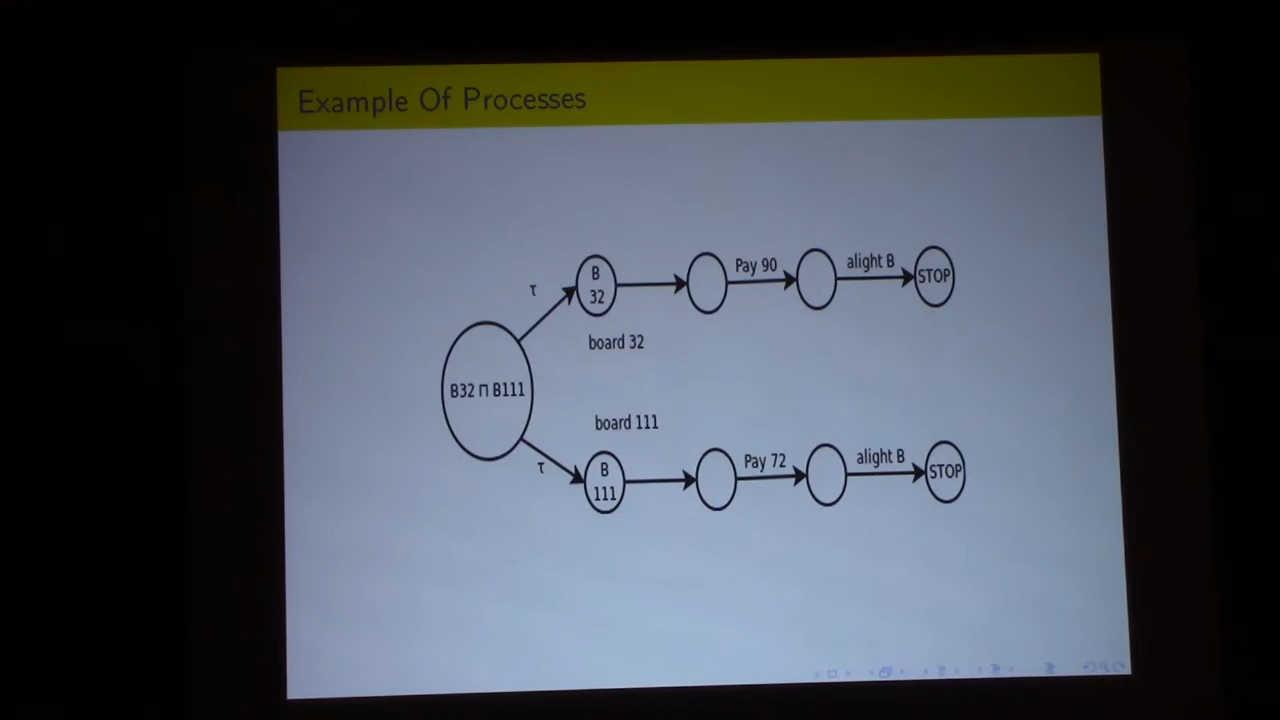 Example Of Processes
Pay 90
alight B
τ
B
32
STOP
board 32
B32 ⊓ B111
board 111
Pay 72
alight B
τ
B
111
STOP